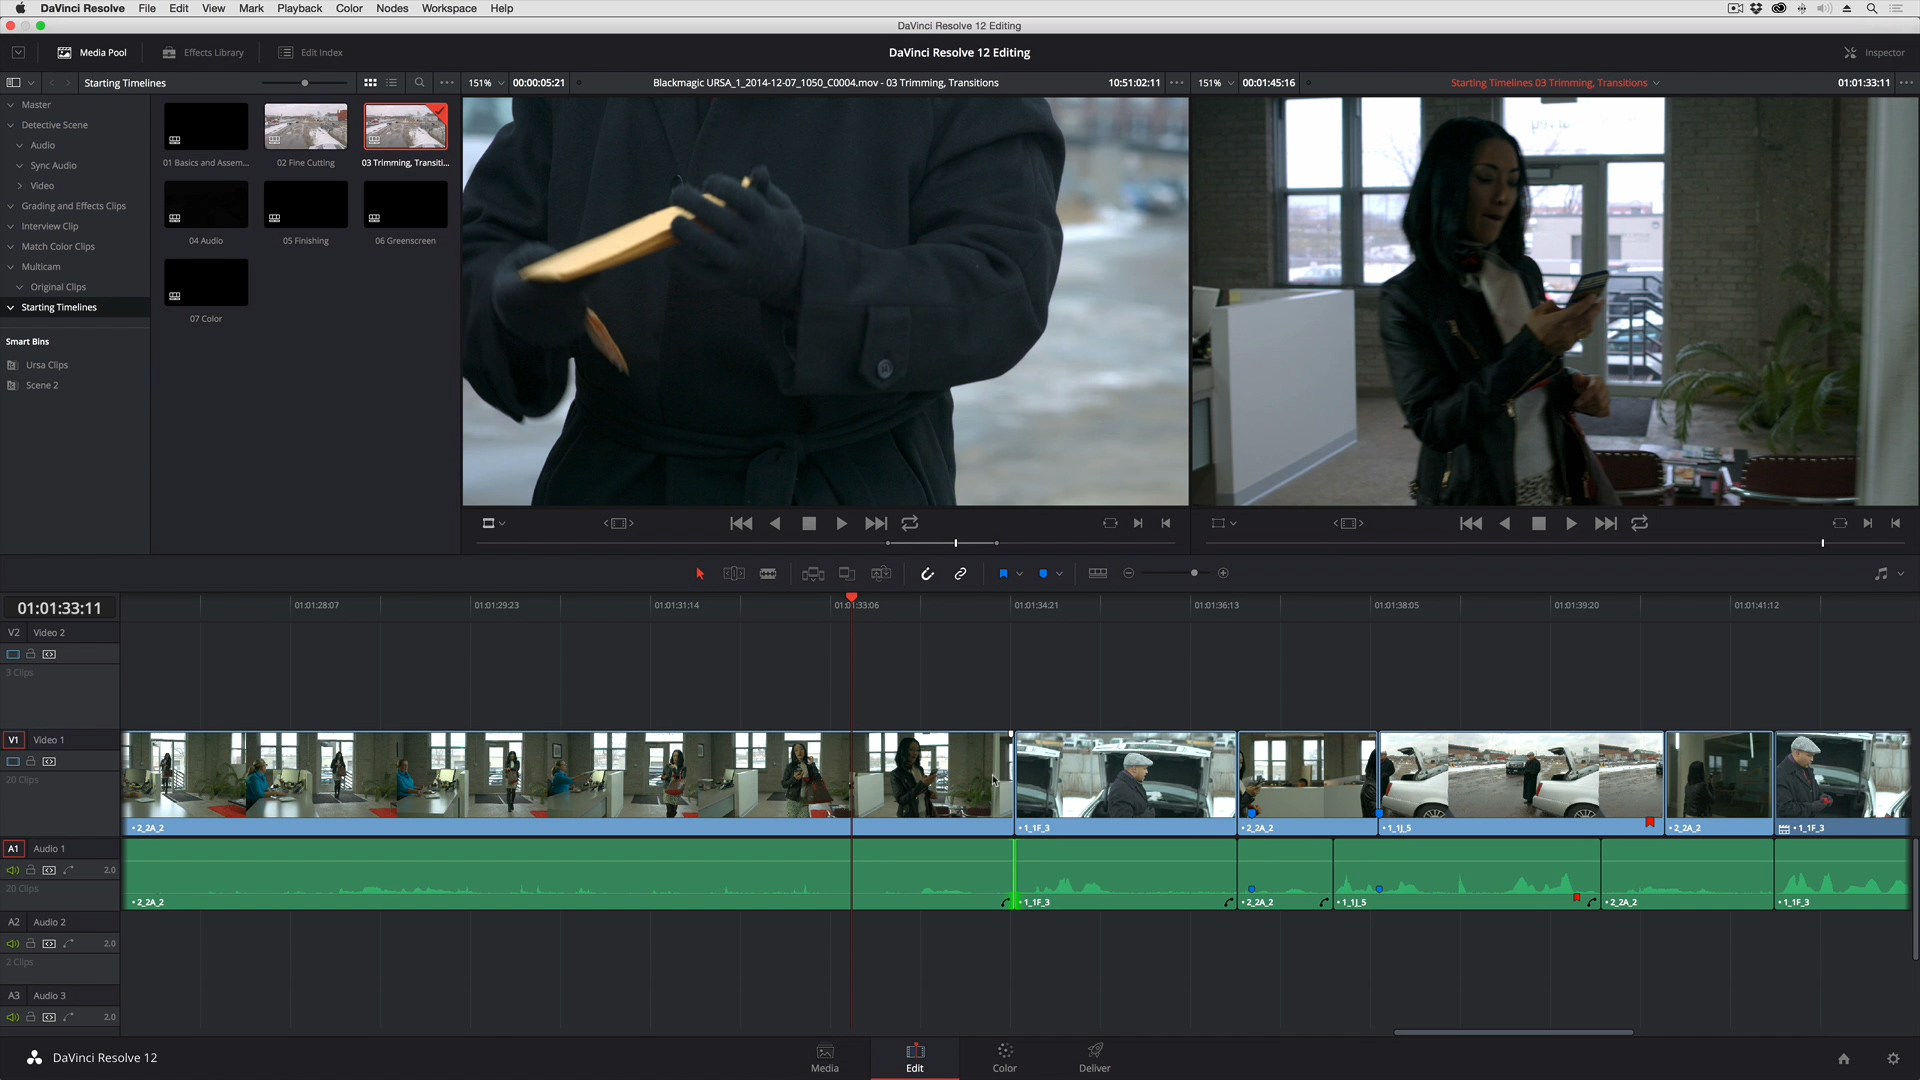 DaVinci Resolve File Edit View Mark Playback Color Nodes Workspace Help
DaVinci Resolve 12 Editing
Media Pool Effects Library Edit Index DaVinci Resolve 12 Editing Inspector
Starting Timelines 151% 00:00:05:21 Blackmagic URSA_1_2014-12-07_1050_C0004.mov - 03 Trimming, Transitions 10:51:02:11 151% 00:01:45:16 Starting Timelines 03 Trimming, Transitions 01:01:33:11
Master
Detective Scene
Audio
Sync Audio
Video
Grading and Effects Clips
Interview Clip
Match Color Clips
Multicam
Original Clips
Starting Timelines
Smart Bins
Ursa Clips
Scene 2
01 Basics and Assem... 02 Fine Cutting 03 Trimming, Transiti...
04 Audio 05 Finishing 06 Greenscreen
07 Color
01:01:33:11 01:01:28:07 01:01:29:23 01:01:31:14 01:01:33:06 01:01:34:21 01:01:36:13 01:01:38:05 01:01:39:20 01:01:41:12
V2 Video 2
3 Clips
V1 Video 1
20 Clips
2_2A_2 1_1F_3 2_2A_2 1_1J_5 2_2A_2 1_1F_3
A1 Audio 1
2.0
20 Clips
2_2A_2 1_1F_3 2_2A_2 1_1J_5 2_2A_2 1_1F_3
A2 Audio 2
2.0
2 Clips
A3 Audio 3
2.0
DaVinci Resolve 12 Media Edit Color Deliver